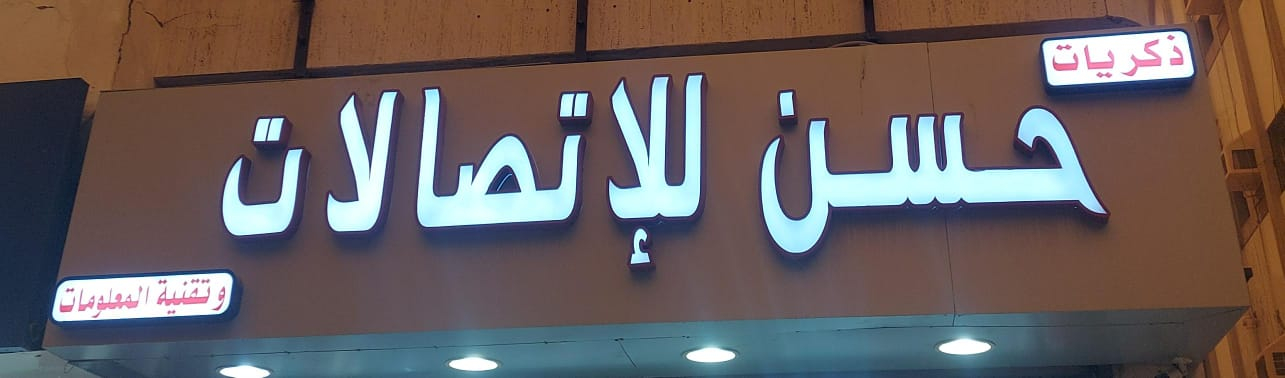 ذكريات
حسن للإتصالات
وتقنية المعلومات